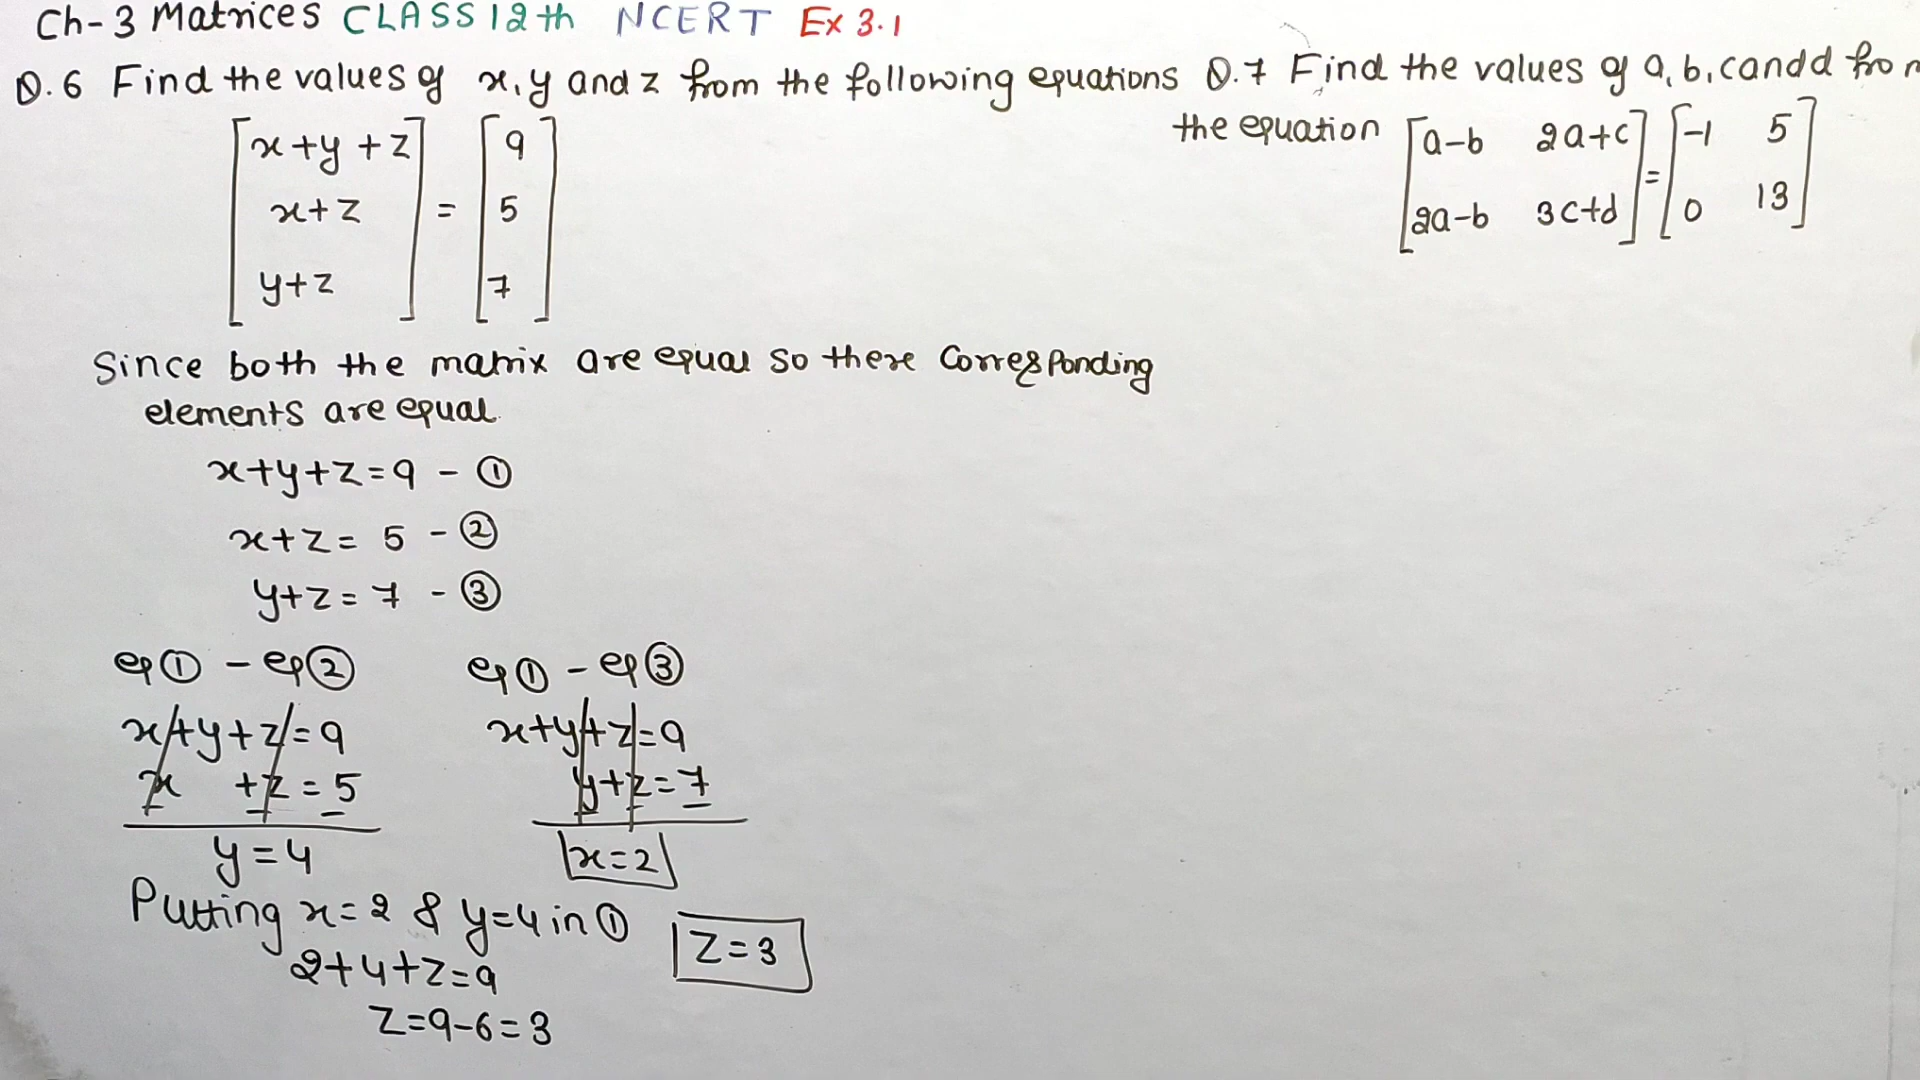 Ch-3 Matrices CLASS 12th NCERT Ex 3.1
Q.6 Find the values of x, y and z from the following equations
[x+y+z] = [9]
[x+z] = [5]
[y+z] = [7]
Since both the matrix are equal so there Corresponding
elements are equal.
x+y+z=9 - ①
x+z= 5 - ②
y+z= 7 - ③
eq① - eq②
x+y+z=9
x +z=5
y=4
eq① - eq③
x+y+z=9
y+z=7
x=2
Putting x=2 & y=4 in ①
2+4+z=9
z=9-6=3
z=3
Q.7 Find the values of a, b, c and d from
the equation [a-b 2a+c] = [-1 5]
[2a-b 3c+d] [0 13]